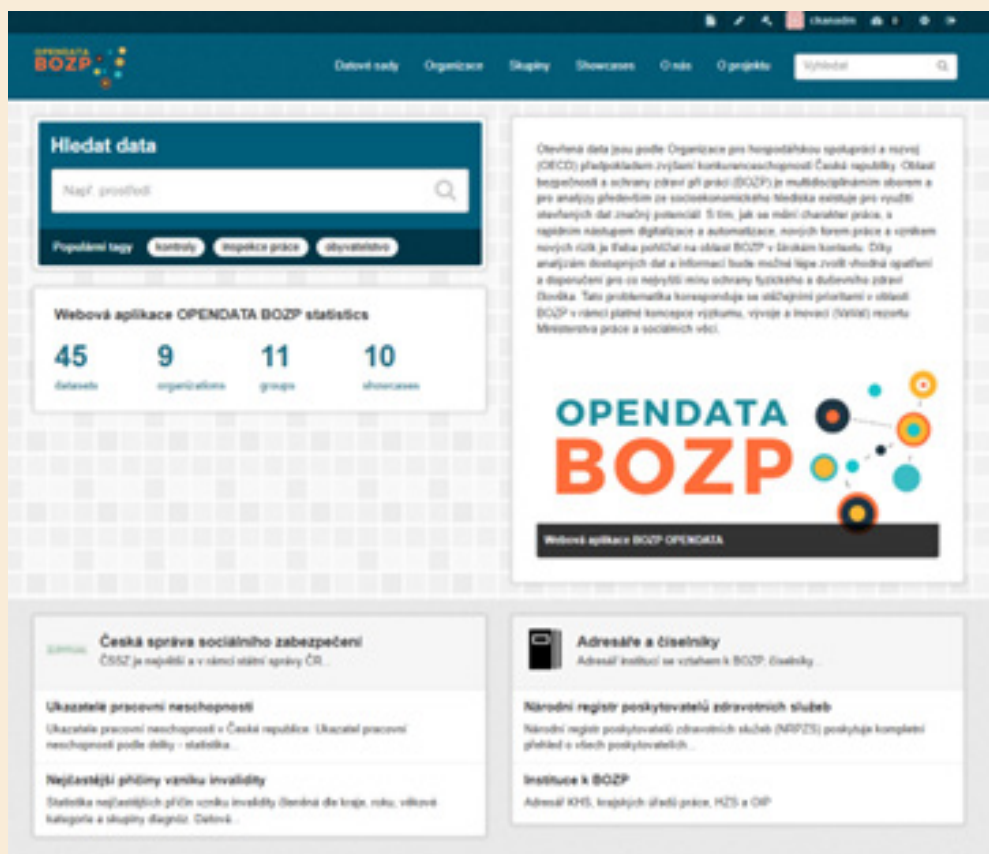 ckanadm
OPENDATA
BOZP
Datové sady Organizace Skupiny Showcases O nás O projektu Vyhledat
Hledat data
Např. prostředí
Populární tagy kontroly inspekce práce obyvatelstvo
Webová aplikace OPENDATA BOZP statistics
45 9 11 10
datasets organizations groups showcases
Otevřená data jsou podle Organizace pro hospodářskou spolupráci a rozvoj
(OECD) předpokladem zvýšení konkurenceschopnosti České republiky. Oblast
bezpečnosti a ochrany zdraví při práci (BOZP) je multidisciplinárním oborem a
pro analýzy především ze socioekonomického hlediska existuje pro využití
otevřených dat značný potenciál. S tím, jak se mění charakter práce, s
rapidním nástupem digitalizace a automatizace, nových forem práce a vznikem
nových rizik je třeba pohlížet na oblast BOZP v širokém kontextu. Díky
analýzám dostupných dat a informací bude možné lépe zvolit vhodná opatření
a doporučení pro co nejvyšší míru ochrany fyzického a duševního zdraví
člověka. Tato problematika koresponduje se stěžejními prioritami v oblasti
BOZP v rámci platné koncepce výzkumu, vývoje a inovací (VaVaI) rezortu
Ministerstva práce a sociálních věcí.
OPENDATA
BOZP
Webová aplikace BOZP OPENDATA
Česká správa sociálního zabezpečení
ČSSZ je největší a v rámci státní správy ČR...
Ukazatelé pracovní neschopnosti
Ukazatele pracovní neschopnosti v České republice. Ukazatel pracovní
neschopnosti podle délky - statistika...
Nejčastější příčiny vzniku invalidity
Statistika nejčastějších příčin vzniku invalidity členěná dle kraje, roku, věkové
kategorie a skupiny diagnóz. Datová...
Adresáře a číselníky
Adresář institucí se vztahem k BOZP, číselníky...
Národní registr poskytovatelů zdravotních služeb
Národní registr poskytovatelů zdravotních služeb (NRPZS) poskytuje kompletní
přehled o všech poskytovatelích...
Instituce k BOZP
Adresář KHS, krajských úřadů práce, HZS a OIP